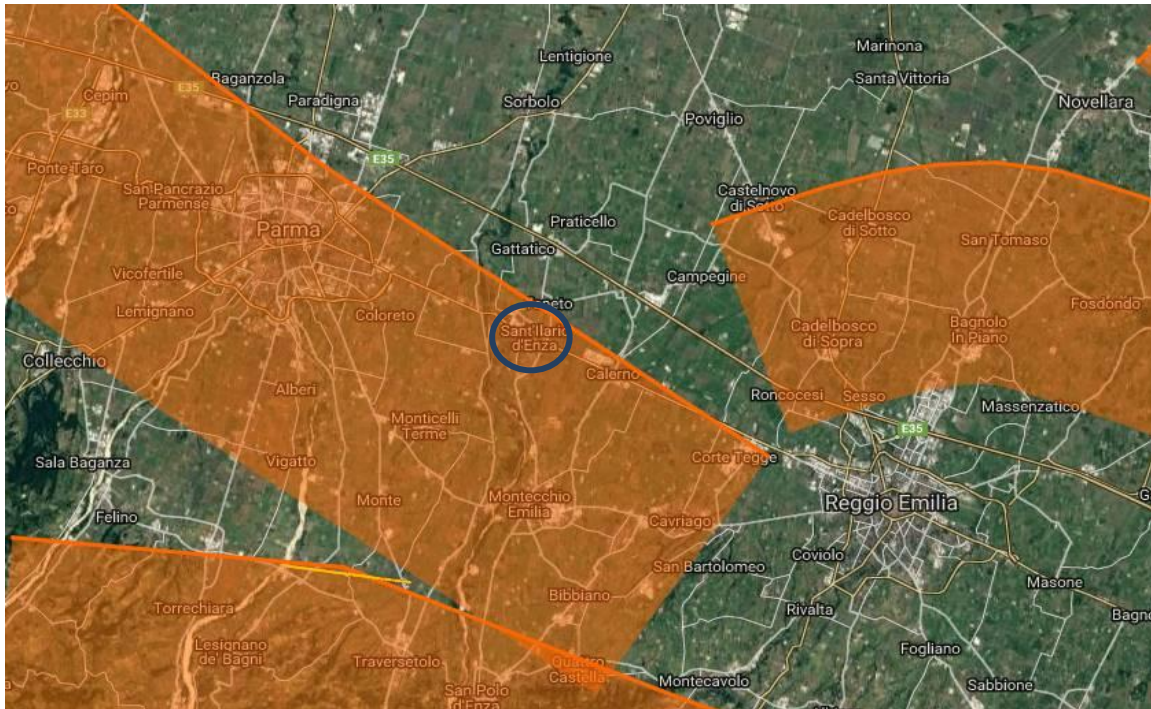 Lentigione
Marinona
Baganzola
Santa Vittoria
E35
Cepim
Paradigna
Sorbolo
Novellara
E33
Poviglio
E35
Ponte Taro
San Pancrazio
Parmense
Castelnovo
di Sotto
Cadelbosco
di Sotto
Parma
Praticello
San Tomaso
Gattatico
Vicofertile
Campegine
Lemignano
Coloreto
Fosdondo
Sant'Ilario
d'Enza
Cadelbosco
di Sopra
Bagnolo
In Piano
Collecchio
Calerno
Alberi
Roncocesi
Sesso
Massenzatico
Monticelli
Terme
E35
Sala Baganza
Vigatto
Corte Tegge
Monte
Montecchio
Emilia
Reggio Emilia
Felino
Cavriago
Coviolo
San Bartolomeo
Masone
Torrechiara
Bibbiano
Rivalta
Bagno
Lesignano
de' Bagni
Fogliano
Traversetolo
Quattro
Castella
Montecavolo
Sabbione
San Polo
d'Enza